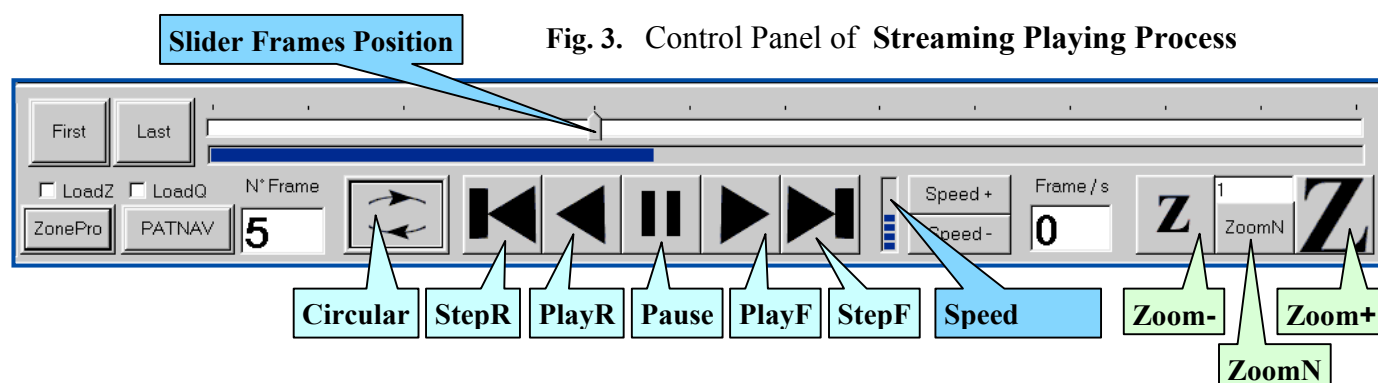 Slider Frames Position
Fig. 3. Control Panel of Streaming Playing Process
First
Last
LoadZ
LoadQ
N° Frame
ZonePro
PATNAV
5
Speed +
Speed -
Frame / s
0
Z
1
ZoomN
Z
Circular
StepR
PlayR
Pause
PlayF
StepF
Speed
Zoom-
Zoom+
ZoomN